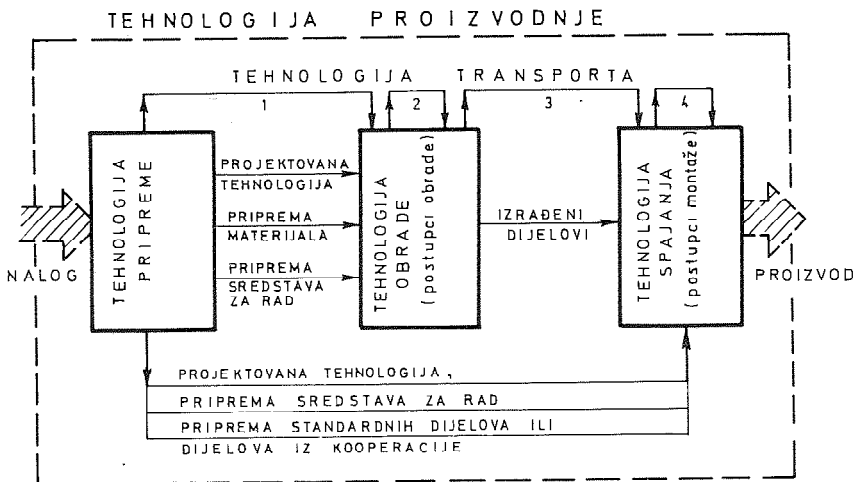 TEHNOLOGIJA PROIZVODNJE
TEHNOLOGIJA TRANSPORTA
1
2
3
4
NALOG
TEHNOLOGIJA
PRIPREME
PROJEKTOVANA
TEHNOLOGIJA
PRIPREMA
MATERIJALA
PRIPREMA
SREDSTAVA
ZA RAD
TEHNOLOGIJA
OBRADE
(postupci obrade)
IZRAĐENI
DIJELOVI
TEHNOLOGIJA
SPAJANJA
(postupci montaže)
PROIZVOD
PROJEKTOVANA TEHNOLOGIJA,
PRIPREMA SREDSTAVA ZA RAD
PRIPREMA STANDARDNIH DIJELOVA ILI
DIJELOVA IZ KOOPERACIJE